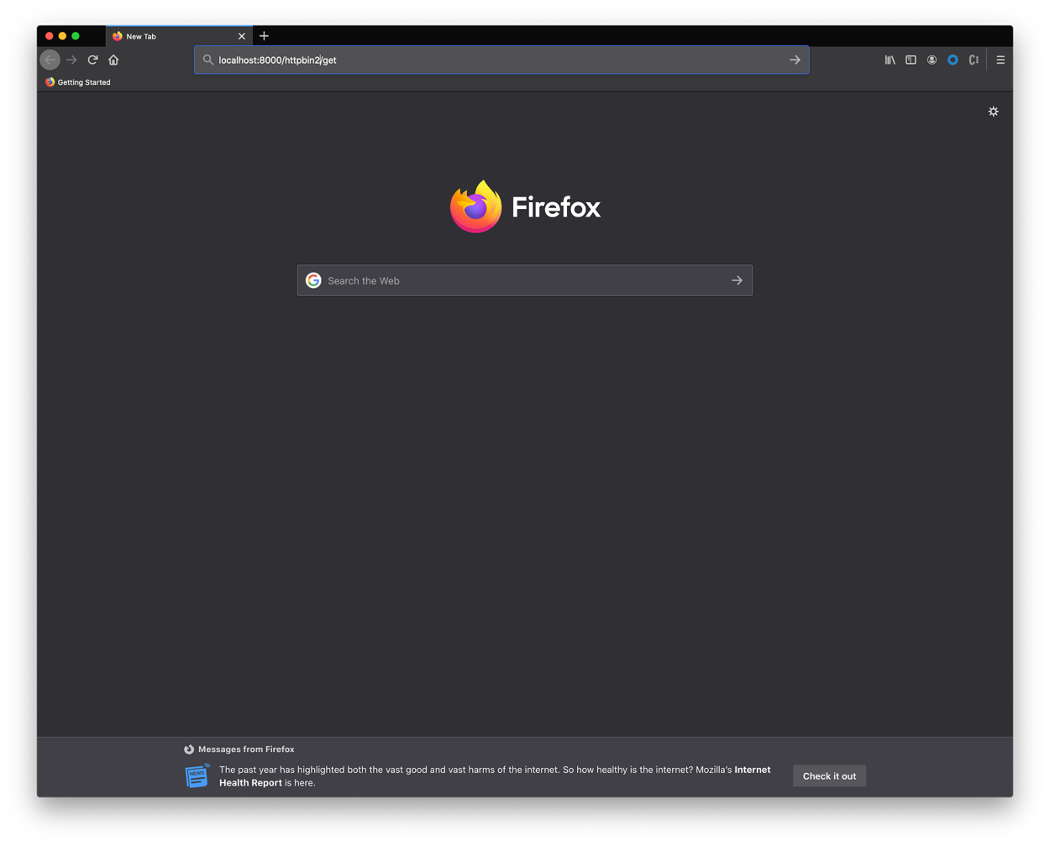 New Tab
localhost:8000/httpbin2/get
Getting Started
Firefox
Search the Web
Messages from Firefox
NEWS
The past year has highlighted both the vast good and vast harms of the internet. So how healthy is the internet? Mozilla's Internet
Health Report is here.
Check it out